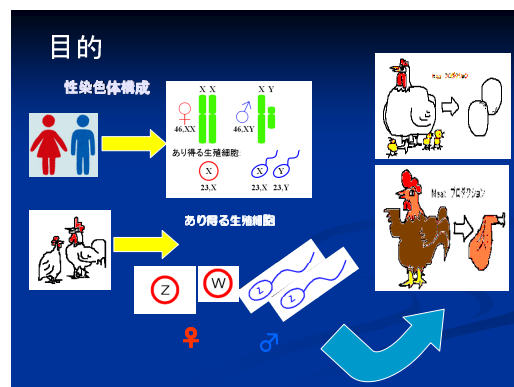 目的
性染色体構成
X X
X Y
♀
♂
46,XX
46,XY
あり得る生殖細胞:
X
X
Y
23,X
23,X
23,Y
プロダクション
Meat プロダクション
あり得る生殖細胞
Z
W
Z
Z
♀
♂